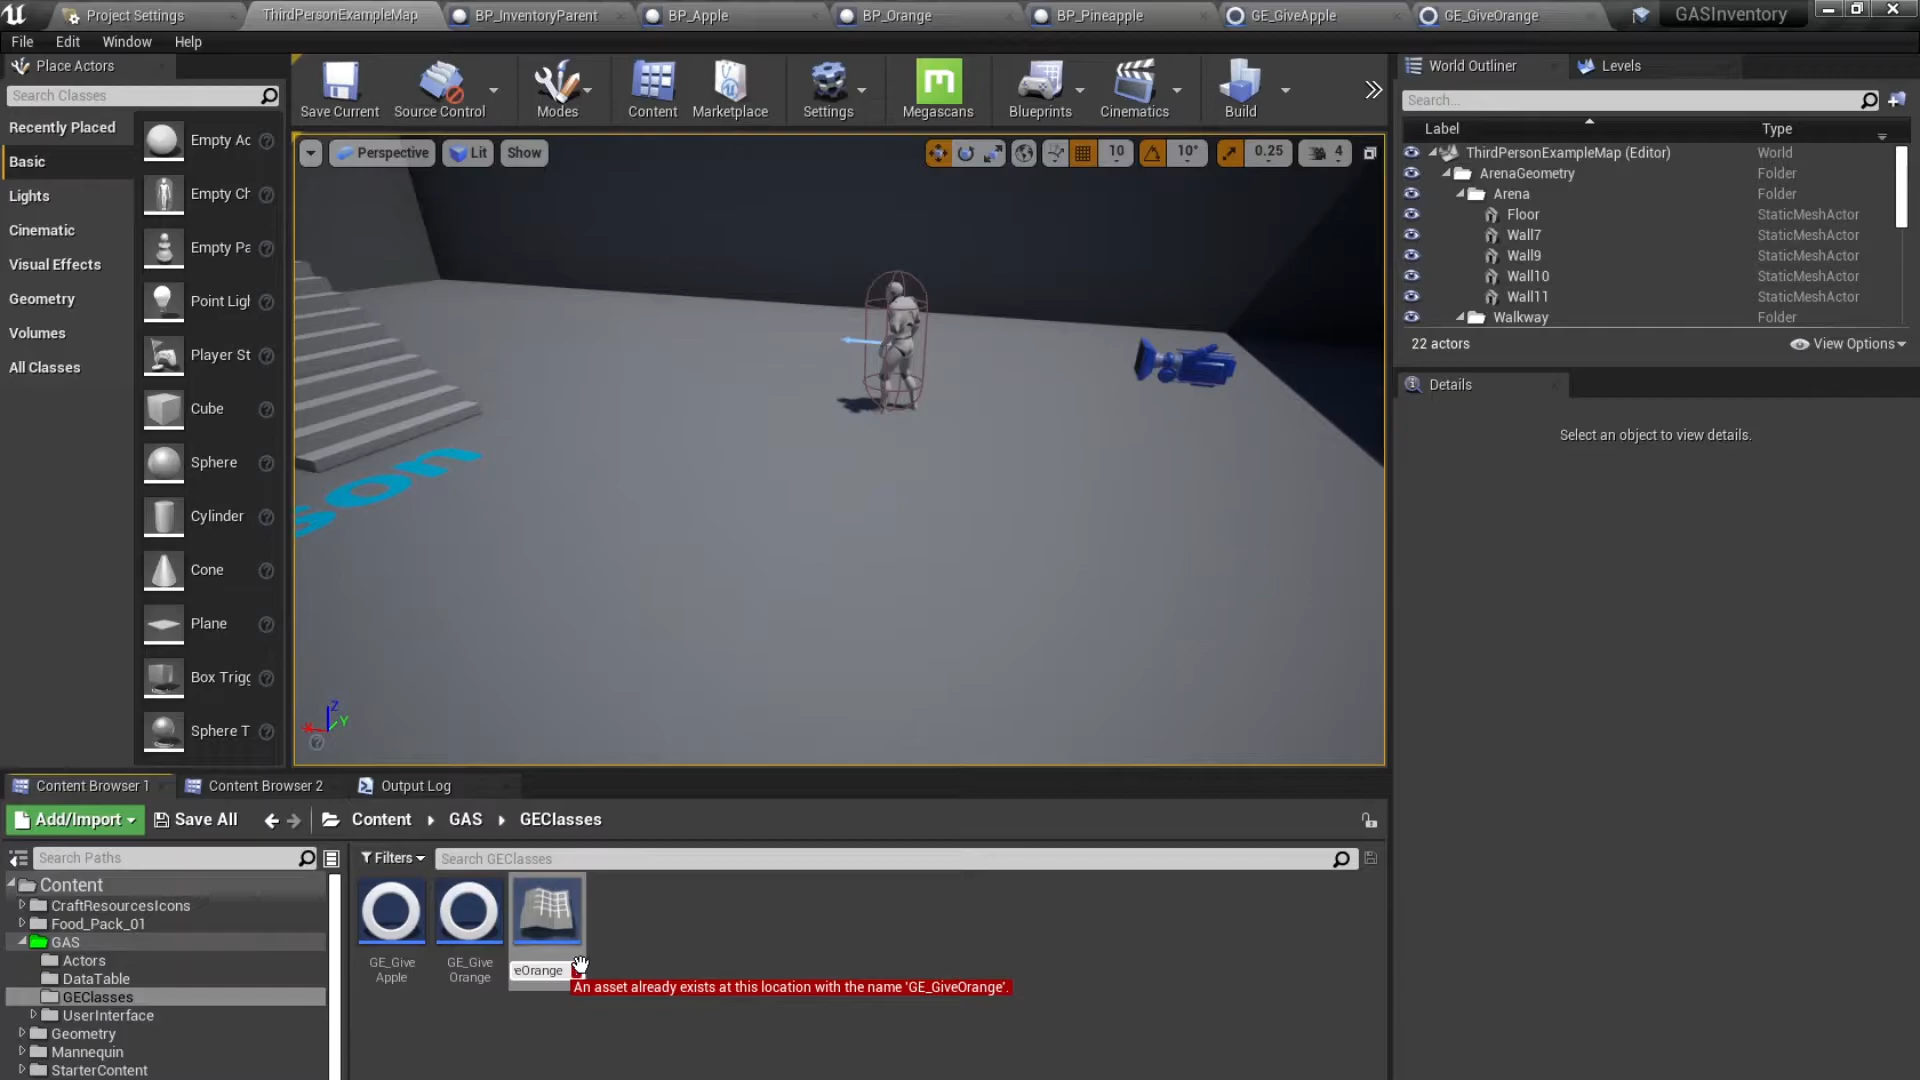 Project Settings
ThirdPersonExampleMap
BP_InventoryParent
BP_Apple
BP_Orange
BP_Pineapple
GE_GiveApple
GE_GiveOrange
GASInventory
File
Edit
Window
Help
Place Actors
Search Classes
Recently Placed
Basic
Lights
Cinematic
Visual Effects
Geometry
Volumes
All Classes
Empty Ac
Empty Ch
Empty Pa
Point Ligl
Player St
Cube
Sphere
Cylinder
Cone
Plane
Box Trigg
Sphere T
Save Current
Source Control
Modes
Content
Marketplace
Settings
Megascans
Blueprints
Cinematics
Build
Perspective
Lit
Show
10
10°
0.25
4
son
Z
Y
X
World Outliner
Levels
Search...
Label
Type
ThirdPersonExampleMap (Editor)
World
ArenaGeometry
Folder
Arena
Folder
Floor
StaticMeshActor
Wall7
StaticMeshActor
Wall9
StaticMeshActor
Wall10
StaticMeshActor
Wall11
StaticMeshActor
Walkway
Folder
22 actors
View Options
Details
Select an object to view details.
Content Browser 1
Content Browser 2
Output Log
Add/Import
Save All
Content
GAS
GEClasses
Search Paths
Filters
Search GEClasses
Content
CraftResourcesIcons
Food_Pack_01
GAS
Actors
DataTable
GEClasses
UserInterface
Geometry
Mannequin
StarterContent
GE_Give
Apple
GE_Give
Orange
eOrange
An asset already exists at this location with the name 'GE_GiveOrange'.